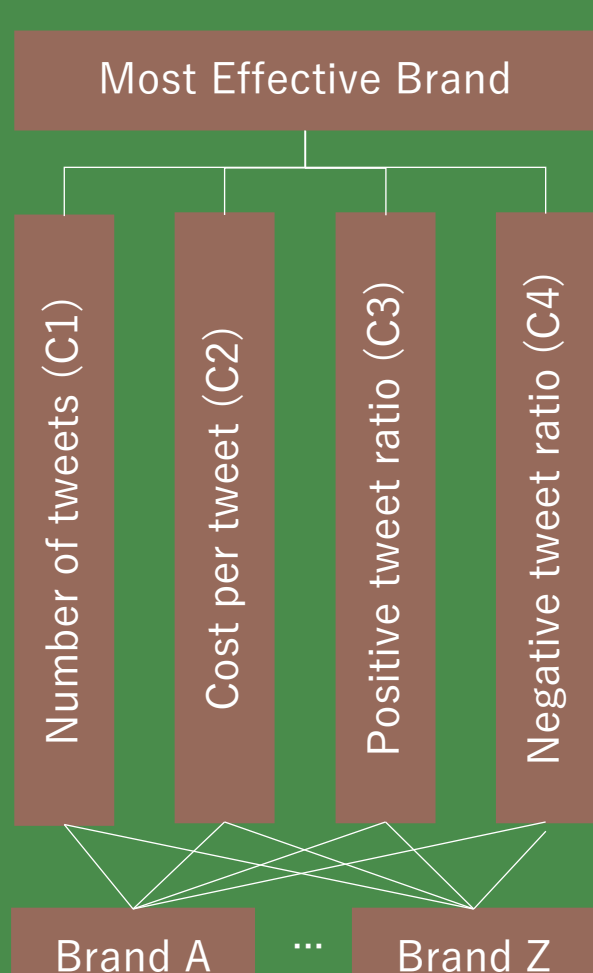 Most Effective Brand
Number of tweets (C1)
Cost per tweet (C2)
Positive tweet ratio (C3)
Negative tweet ratio (C4)
Brand A
...
Brand Z